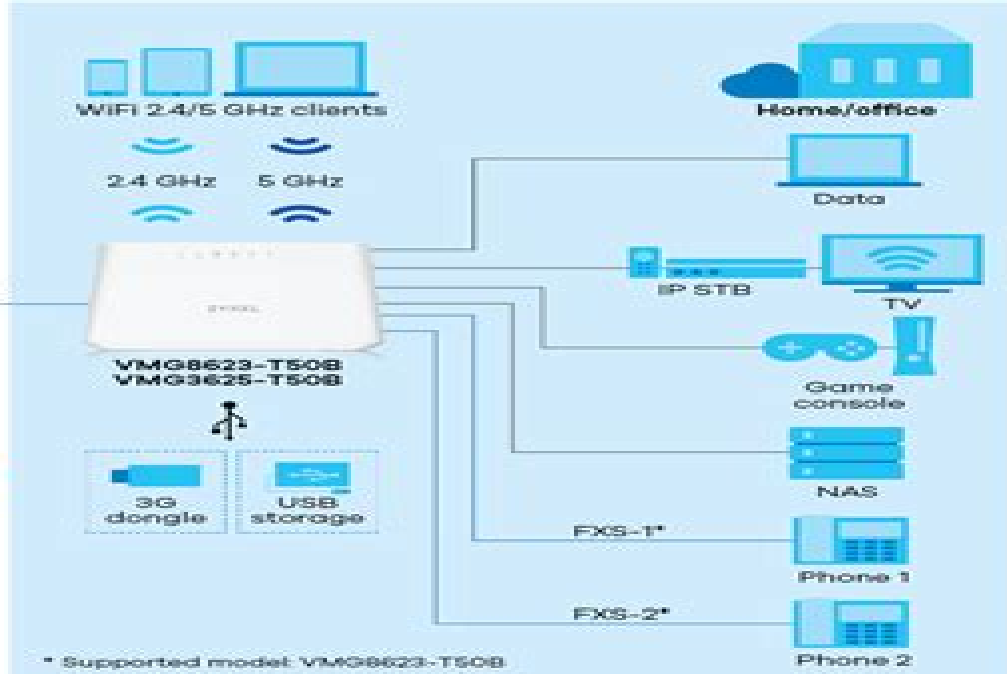 WiFi 2.4/5 GHz clients
Home/office
2.4 GHz
5 GHz
Data
ZYXEL
IP STB
TV
VMG8623-T50B
VMG3625-T50B
Game
console
3G
dongle
USB
storage
NAS
FXS-1*
Phone 1
FXS-2*
Phone 2
* Supported model: VMG8623-T50B